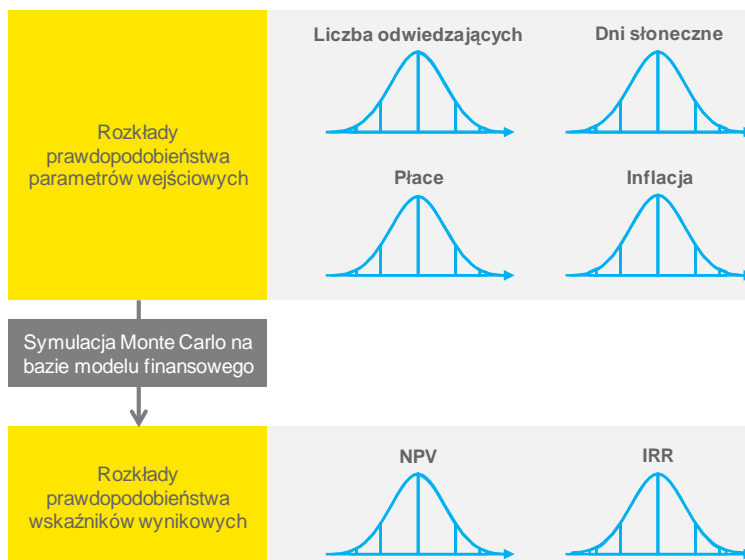 Liczba odwiedzających
Dni słoneczne
Rozkłady
prawdopodobieństwa
parametrów wejściowych
Płace
Inflacja
Symulacja Monte Carlo na
bazie modelu finansowego
Rozkłady
prawdopodobieństwa
wskaźników wynikowych
NPV
IRR